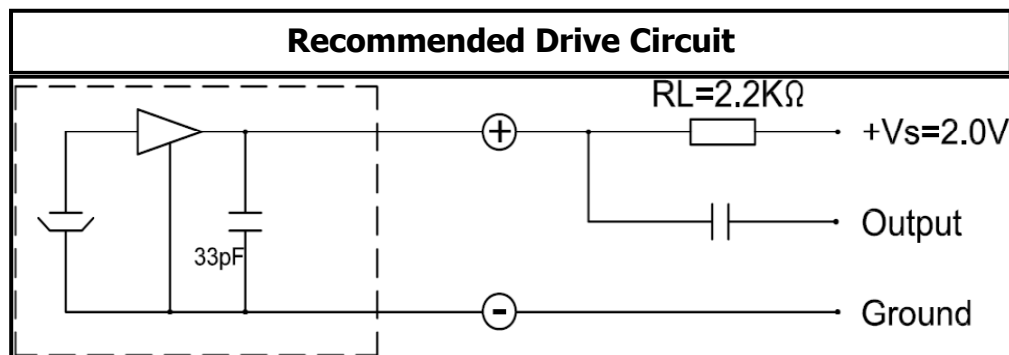 Recommended Drive Circuit
RL=2.2KΩ
+
+Vs=2.0V
Output
33pF
-
Ground